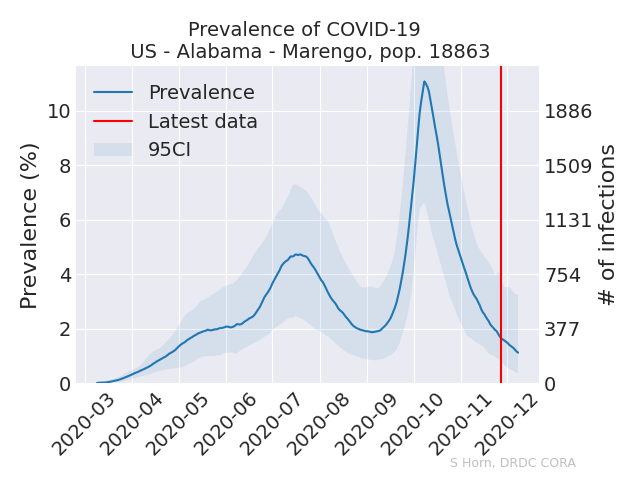 Prevalence of COVID-19
US - Alabama - Marengo, pop. 18863
Prevalence
Latest data
95CI
Prevalence (%)
10
8
6
4
2
0
1886
1509
1131
754
377
0
# of infections
2020-03
2020-04
2020-05
2020-06
2020-07
2020-08
2020-09
2020-10
2020-11
2020-12
S Horn, DRDC CORA